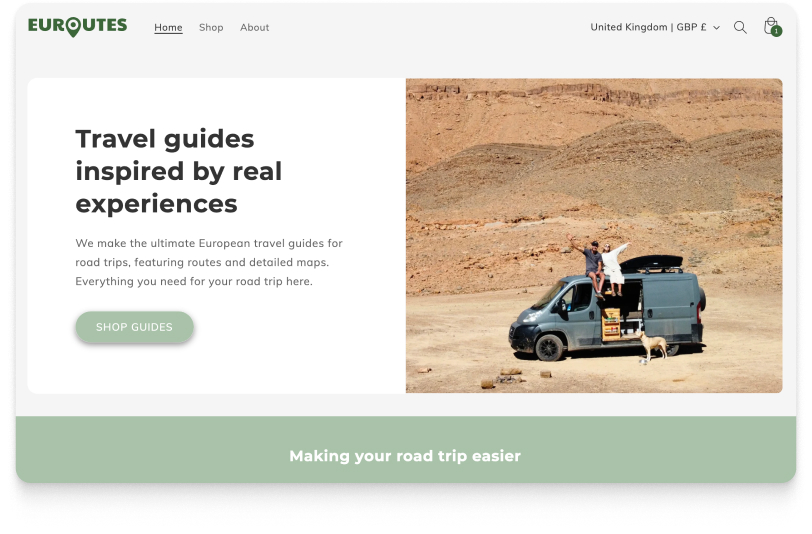 EUROUTES
Home Shop About
United Kingdom | GBP £
1
Travel guides
inspired by real
experiences
We make the ultimate European travel guides for
road trips, featuring routes and detailed maps.
Everything you need for your road trip here.
SHOP GUIDES
Making your road trip easier